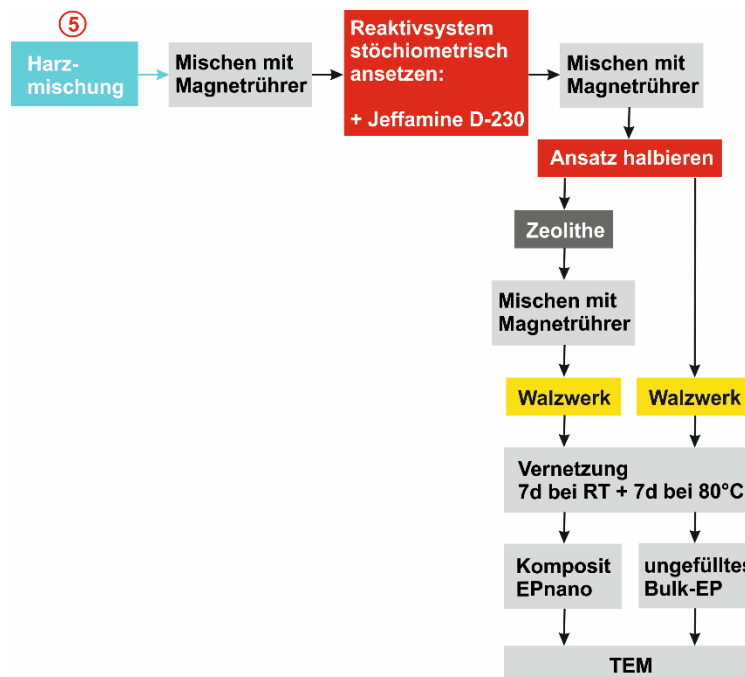 ⑤
Harz-
mischung
Mischen mit
Magnetrührer
Reaktivsystem
stöchiometrisch
ansetzen:
+ Jeffamine D-230
Mischen mit
Magnetrührer
Ansatz halbieren
Zeolithe
Mischen mit
Magnetrührer
Walzwerk
Walzwerk
Vernetzung
7d bei RT + 7d bei 80°C
Komposit
EPnano
ungefülltes
Bulk-EP
TEM